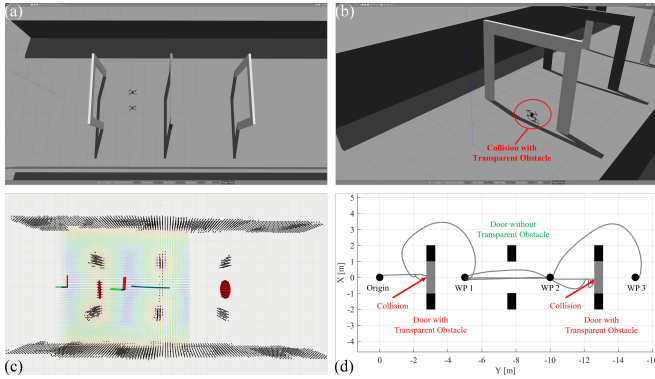 (a)
(b)
Collision with
Transparent Obstacle
(c)
(d)
5
4
3
2
1
0
-1
-2
-3
-4
X [m]
Door without
Transparent Obstacle
Origin
WP 1
WP 2
WP 3
Collision
Collision
Door with
Transparent Obstacle
Door with
Transparent Obstacle
0
-2
-4
-6
-8
-10
-12
-14
-16
Y [m]